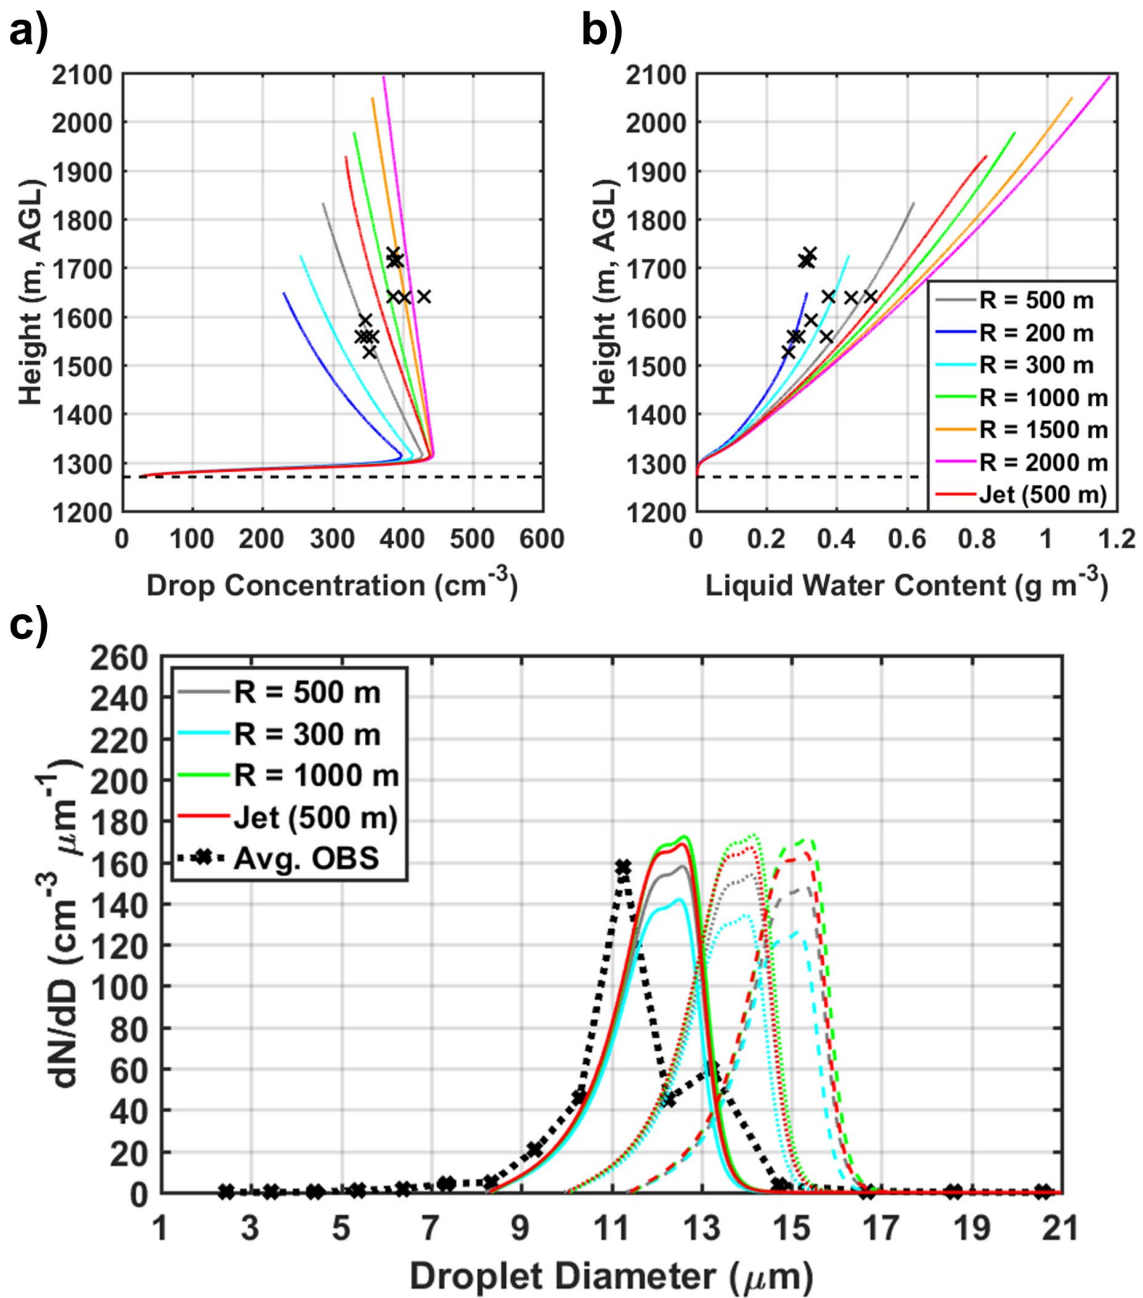 a)
2100
2000
1900
1800
1700
1600
1500
1400
1300
1200
Height (m, AGL)
0 100 200 300 400 500 600
Drop Concentration (cm-3)
b)
2100
2000
1900
1800
1700
1600
1500
1400
1300
1200
Height (m, AGL)
R = 500 m
R = 200 m
R = 300 m
R = 1000 m
R = 1500 m
R = 2000 m
Jet (500 m)
0 0.2 0.4 0.6 0.8 1 1.2
Liquid Water Content (g m-3)
c)
260
240
220
200
180
160
140
120
100
80
60
40
20
0
dN/dD (cm-3 μm-1)
R = 500 m
R = 300 m
R = 1000 m
Jet (500 m)
Avg. OBS
1 3 5 7 9 11 13 15 17 19 21
Droplet Diameter (μm)